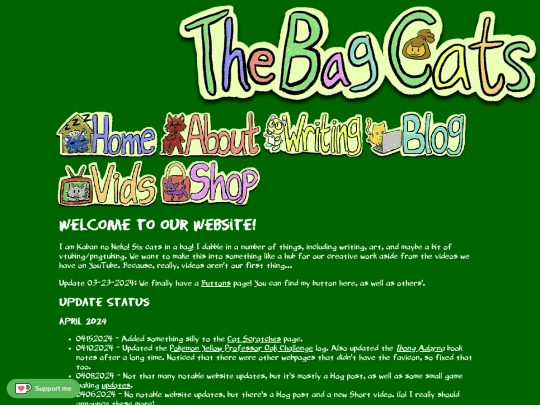 The Bag Cats
Home About Writing Blog
Vids Shop
WELCOME TO OUR WEBSITE!
I am Kaban no Neko! Six cats in a bag! I dabble in a number of things, including writing, art, and maybe a bit of
vtubing/pngtubing. We want to make this into something like a hub for our creative work aside from the videos we
have on YouTube. Because, really, videos aren't our first thing...
Update 03-23-2024: We finally have a Buttons page! You can find my button here, as well as others'.
UPDATE STATUS
APRIL 2024
04152024 - Added something silly to the Cat Scratches page.
04102024 - Updated the Pokemon Yellow Professor Oak Challenge log. Also updated the Ibong Adarna book
notes after a long time. Noticed that there were other webpages that didn't have the favicon, so fixed that
too.
04082024 - Not that many notable website updates, but it's mostly a blog post, as well as some small game
making updates.
04062024 - No notable website updates, but there's a blog post and a new Short video. (lol I really should
announce these more)
Support me